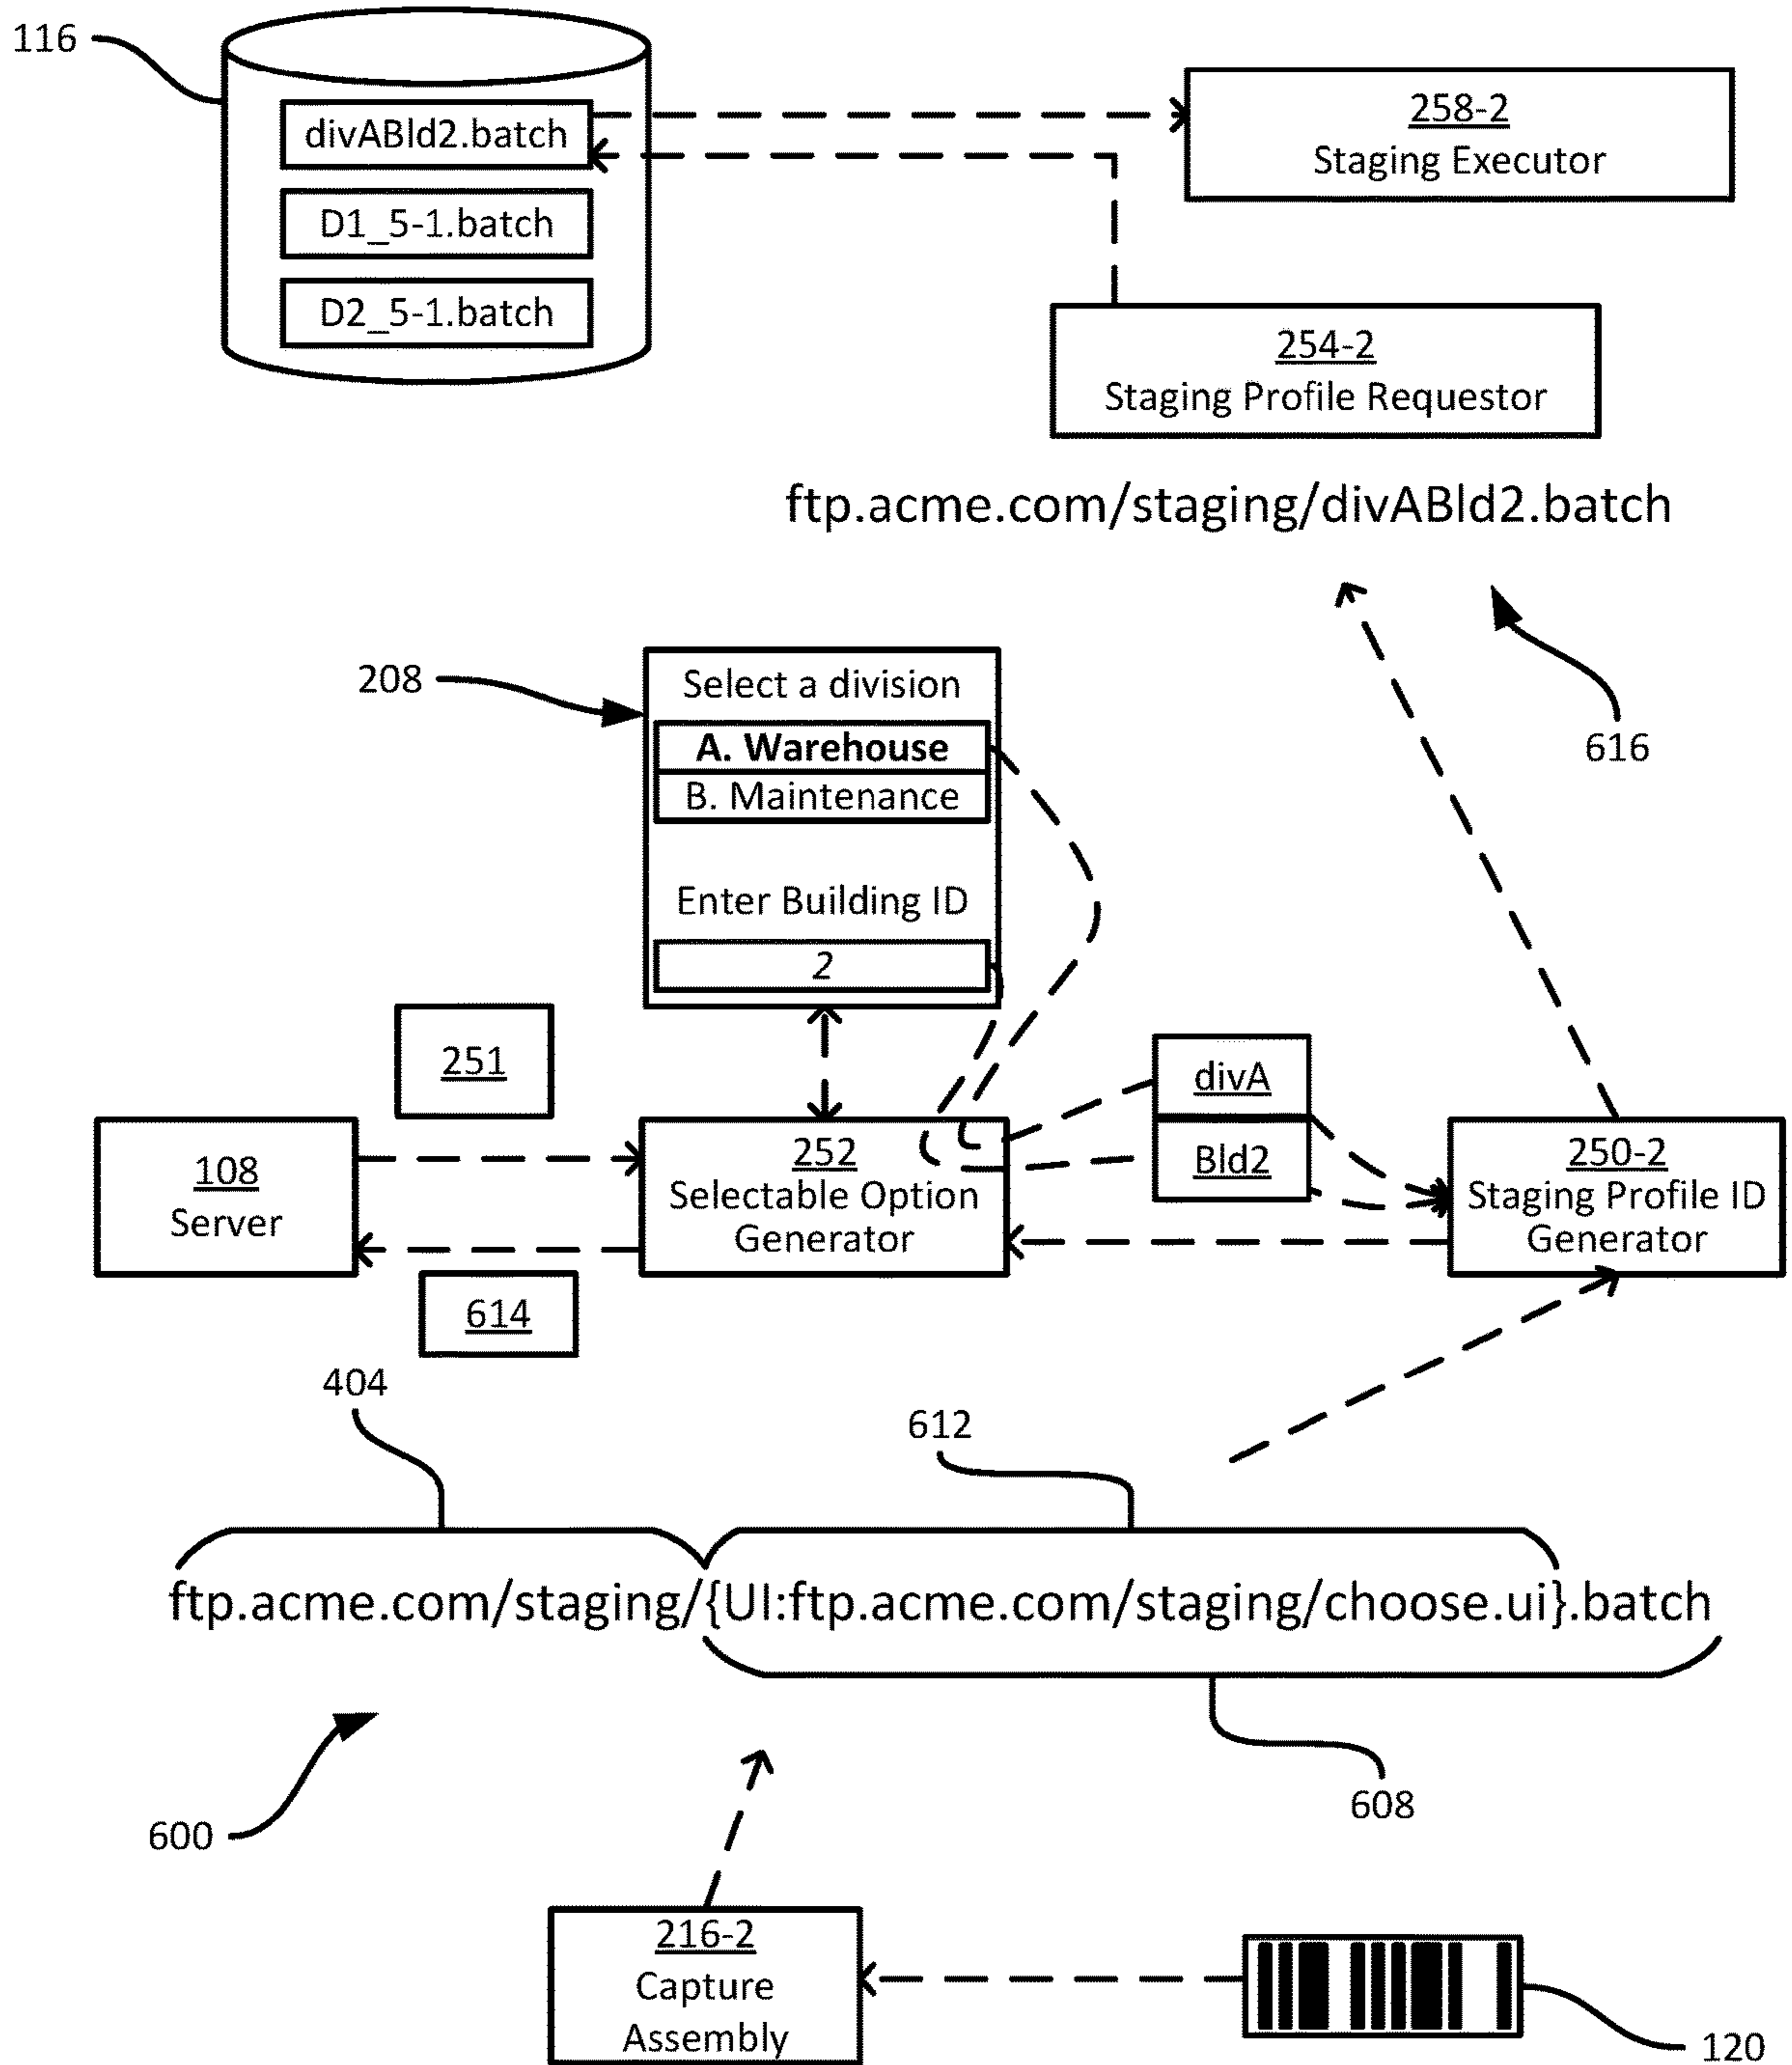 116
divABld2.batch
D1_5-1.batch
D2_5-1.batch
258-2
Staging Executor
254-2
Staging Profile Requestor
ftp.acme.com/staging/divABld2.batch
616
208
Select a division
A. Warehouse
B. Maintenance
Enter Building ID
2
251
108
Server
252
Selectable Option
Generator
divA
Bld2
250-2
Staging Profile ID
Generator
614
404
612
ftp.acme.com/staging/{UI:ftp.acme.com/staging/choose.ui}.batch
600
608
216-2
Capture
Assembly
120